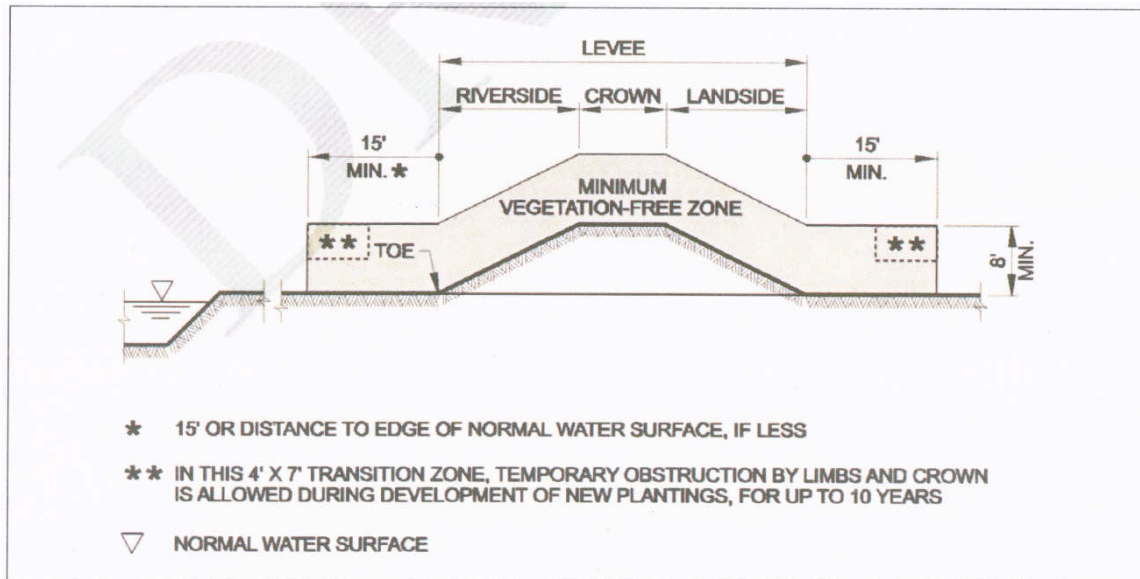 LEVEE
RIVERSIDE
CROWN
LANDSIDE
15'
MIN. *
15'
MIN.
MINIMUM
VEGETATION-FREE ZONE
* *
TOE
* *
8'
MIN.
* 15' OR DISTANCE TO EDGE OF NORMAL WATER SURFACE, IF LESS
* * IN THIS 4' X 7' TRANSITION ZONE, TEMPORARY OBSTRUCTION BY LIMBS AND CROWN
IS ALLOWED DURING DEVELOPMENT OF NEW PLANTINGS, FOR UP TO 10 YEARS
▽ NORMAL WATER SURFACE